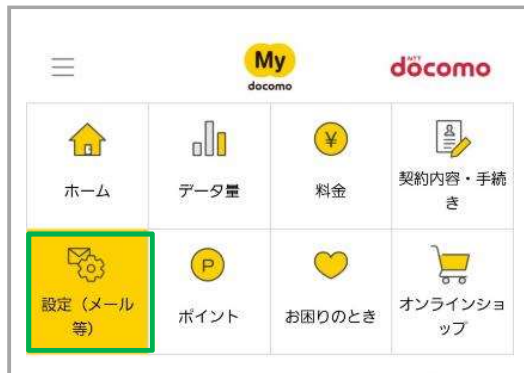 My
docomo
NTT
döcomo
ホーム
データ量
¥
料金
契約内容・手続
き
設定（メール
等）
P
ポイント
お困りのとき
オンラインショ
ップ